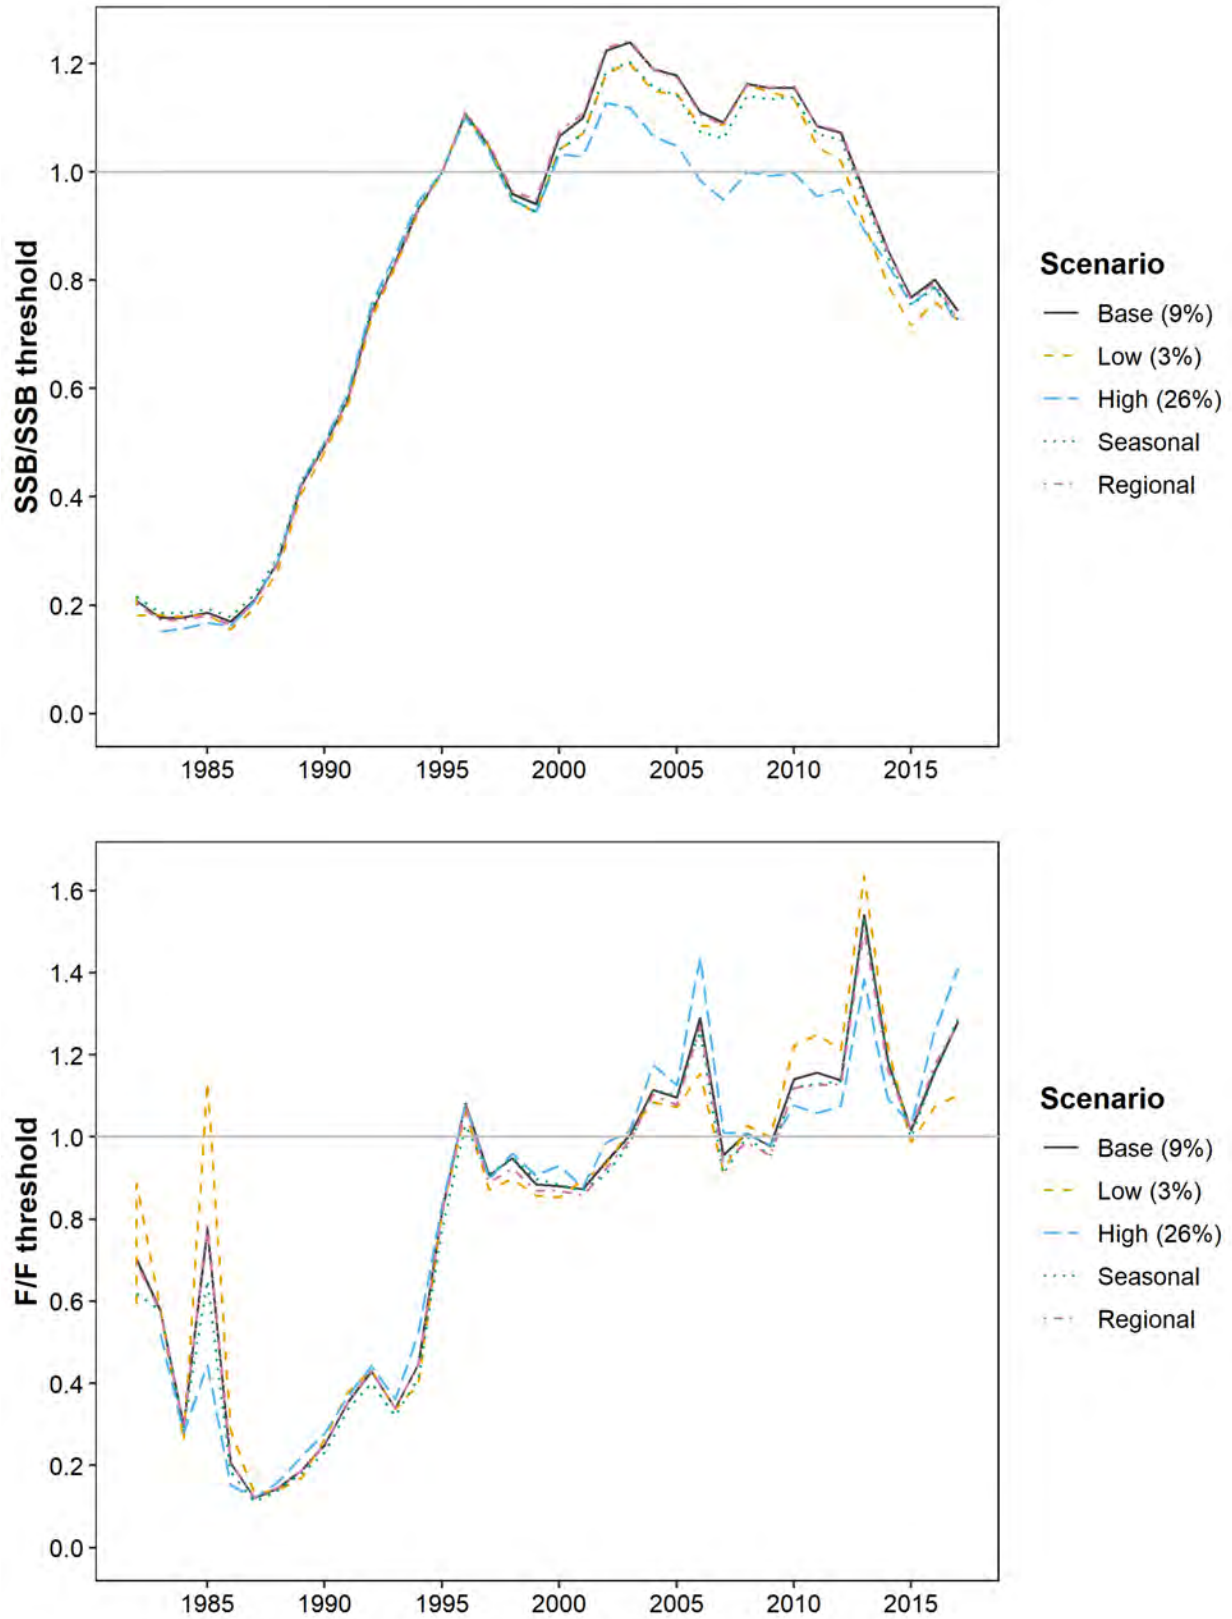 SSB/SSB threshold
1.2
1.0
0.8
0.6
0.4
0.2
0.0
1985 1990 1995 2000 2005 2010 2015
Scenario
Base (9%)
Low (3%)
High (26%)
Seasonal
Regional
F/F threshold
1.6
1.4
1.2
1.0
0.8
0.6
0.4
0.2
0.0
1985 1990 1995 2000 2005 2010 2015
Scenario
Base (9%)
Low (3%)
High (26%)
Seasonal
Regional